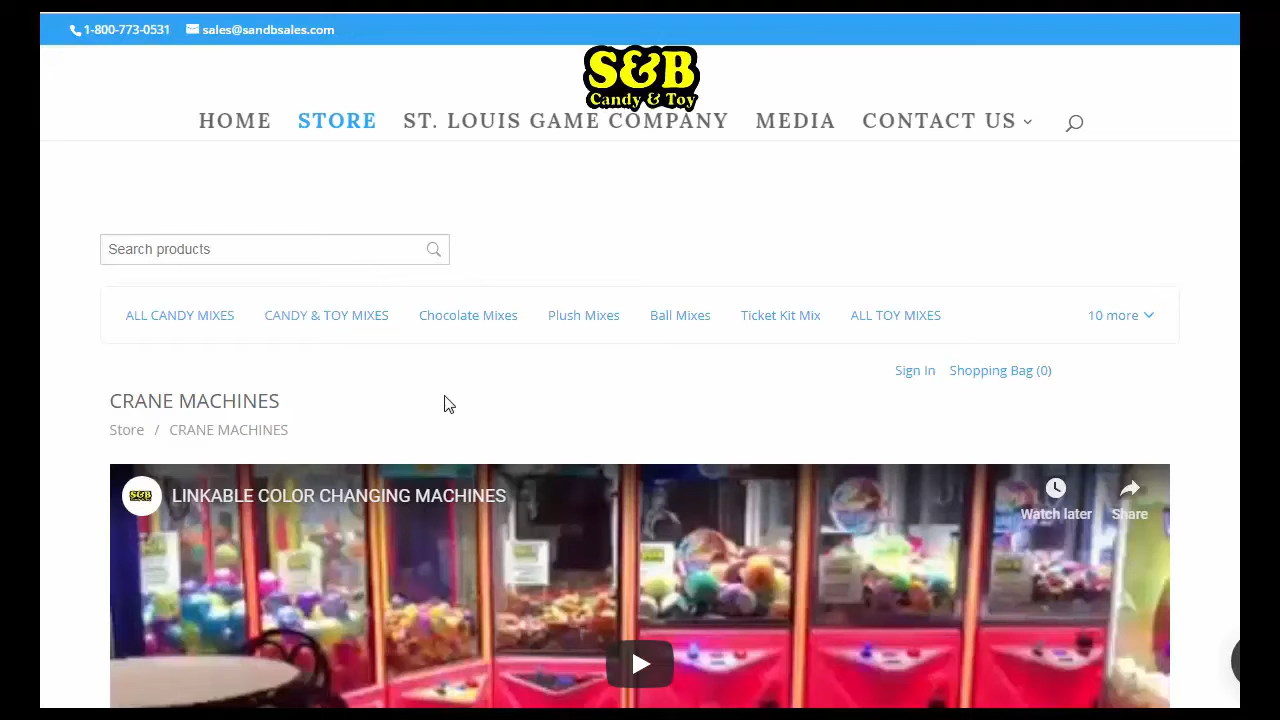 1-800-773-0531 sales@sandbsales.com
S&B
Candy & Toy
HOME STORE ST. LOUIS GAME COMPANY MEDIA CONTACT US
Search products
ALL CANDY MIXES CANDY & TOY MIXES Chocolate Mixes Plush Mixes Ball Mixes Ticket Kit Mix ALL TOY MIXES 10 more
Sign In Shopping Bag (0)
CRANE MACHINES
Store / CRANE MACHINES
S&B LINKABLE COLOR CHANGING MACHINES
Watch later Share